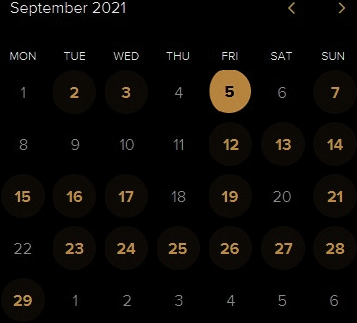 September 2021
MON TUE WED THU FRI SAT SUN
1 2 3 4 5 6 7
8 9 10 11 12 13 14
15 16 17 18 19 20 21
22 23 24 25 26 27 28
29 1 2 3 4 5 6